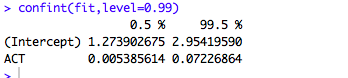 > confint(fit,level=0.99)
0.5 % 99.5 %
(Intercept) 1.273902675 2.95419590
ACT 0.005385614 0.07226864
>